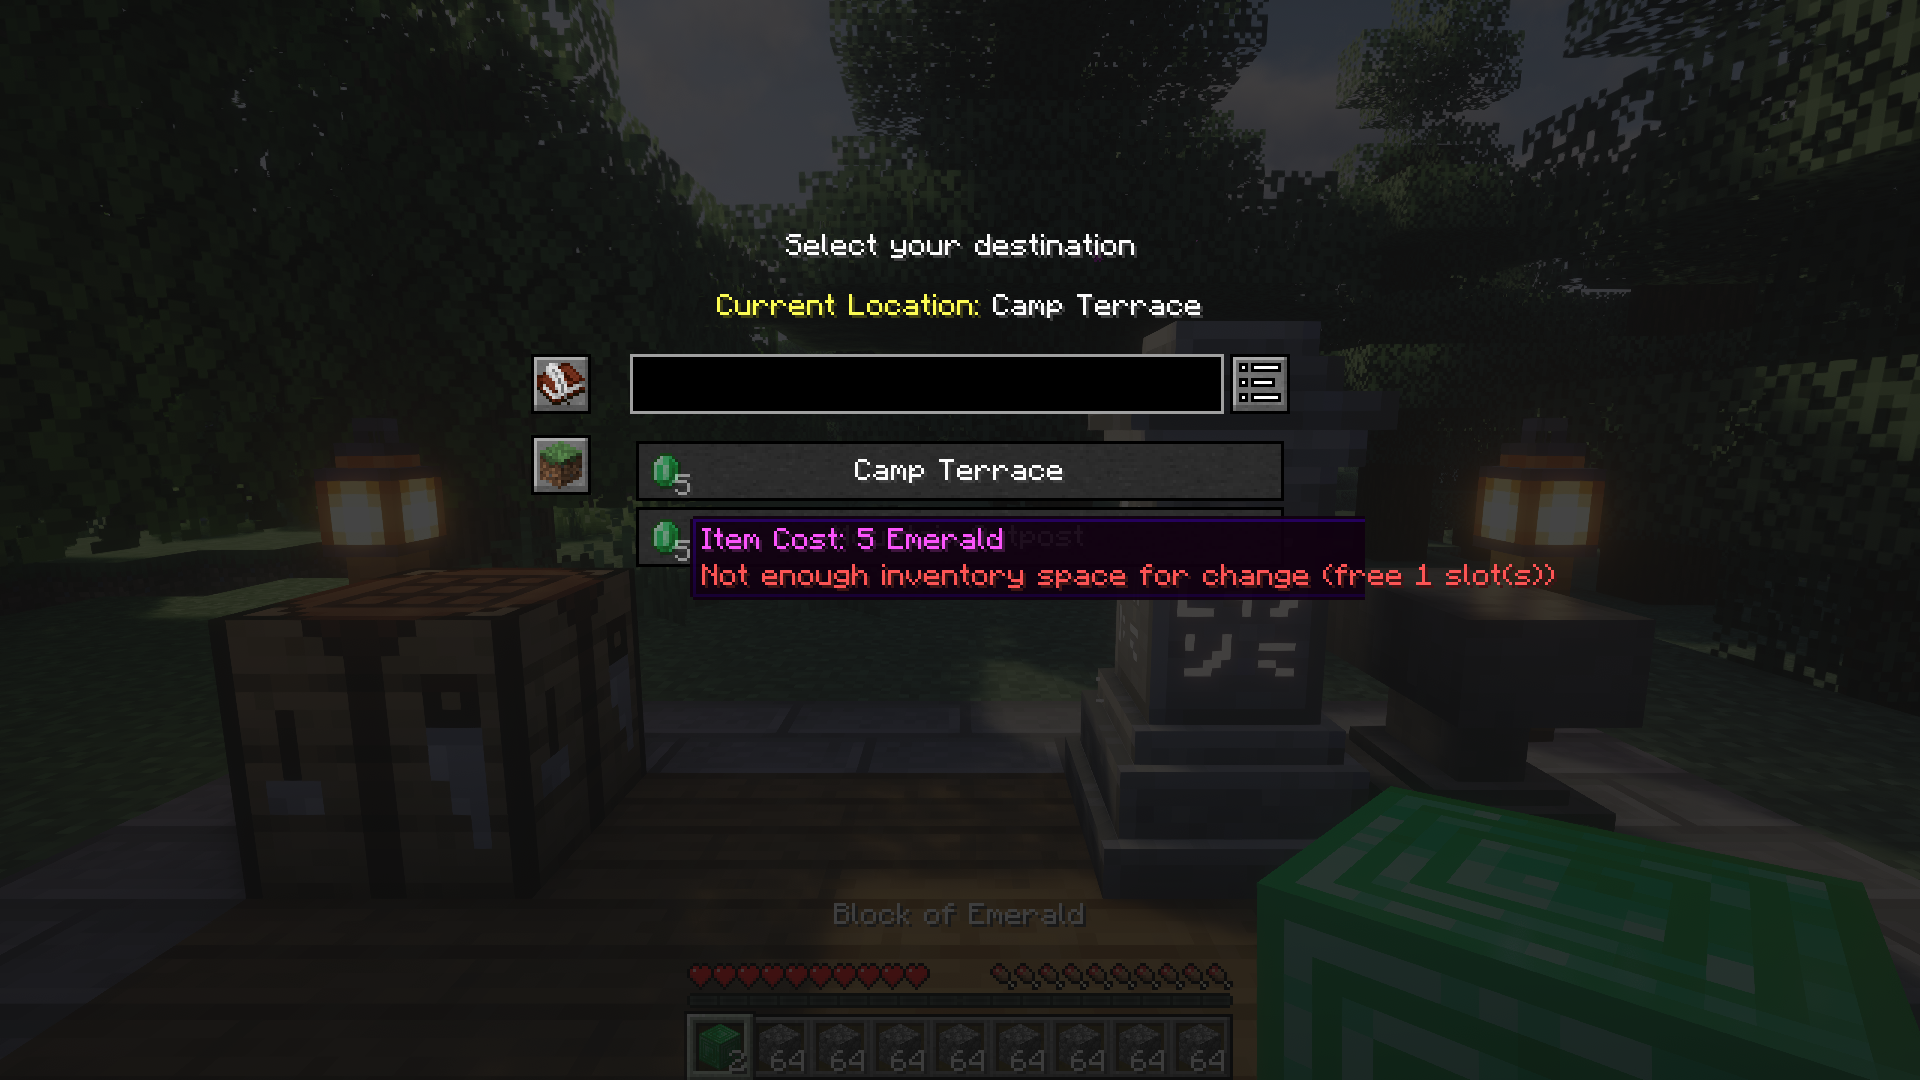 Select your destination
Current Location: Camp Terrace
5
Camp Terrace
5
Item Cost: 5 Emerald
Not enough inventory space for change (free 1 slot(s))
Block of Emerald
2 64 64 64 64 64 64 64 64